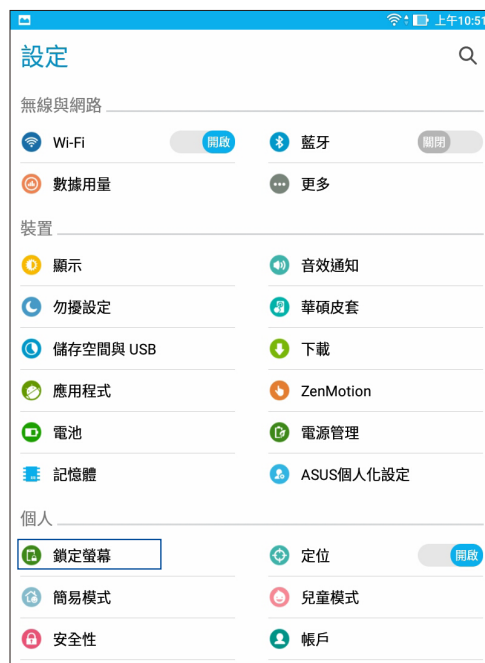 上午10:51
設定
無線與網路
Wi-Fi 開啟 藍牙 關閉
數據用量 更多
裝置
顯示 音效通知
勿擾設定 華碩皮套
儲存空間與 USB 下載
應用程式 ZenMotion
電池 電源管理
記憶體 ASUS個人化設定
個人
鎖定螢幕 定位 開啟
簡易模式 兒童模式
安全性 帳戶